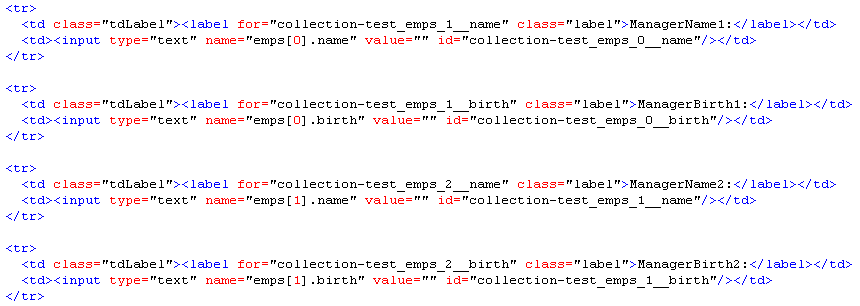 <tr>
<td class="tdLabel"><label for="collection-test_emps_1__name" class="label">ManagerName1:</label></td>
<td><input type="text" name="emps[0].name" value="" id="collection-test_emps_0__name"/></td>
</tr>
<tr>
<td class="tdLabel"><label for="collection-test_emps_1__birth" class="label">ManagerBirth1:</label></td>
<td><input type="text" name="emps[0].birth" value="" id="collection-test_emps_0__birth"/></td>
</tr>
<tr>
<td class="tdLabel"><label for="collection-test_emps_2__name" class="label">ManagerName2:</label></td>
<td><input type="text" name="emps[1].name" value="" id="collection-test_emps_1__name"/></td>
</tr>
<tr>
<td class="tdLabel"><label for="collection-test_emps_2__birth" class="label">ManagerBirth2:</label></td>
<td><input type="text" name="emps[1].birth" value="" id="collection-test_emps_1__birth"/></td>
</tr>